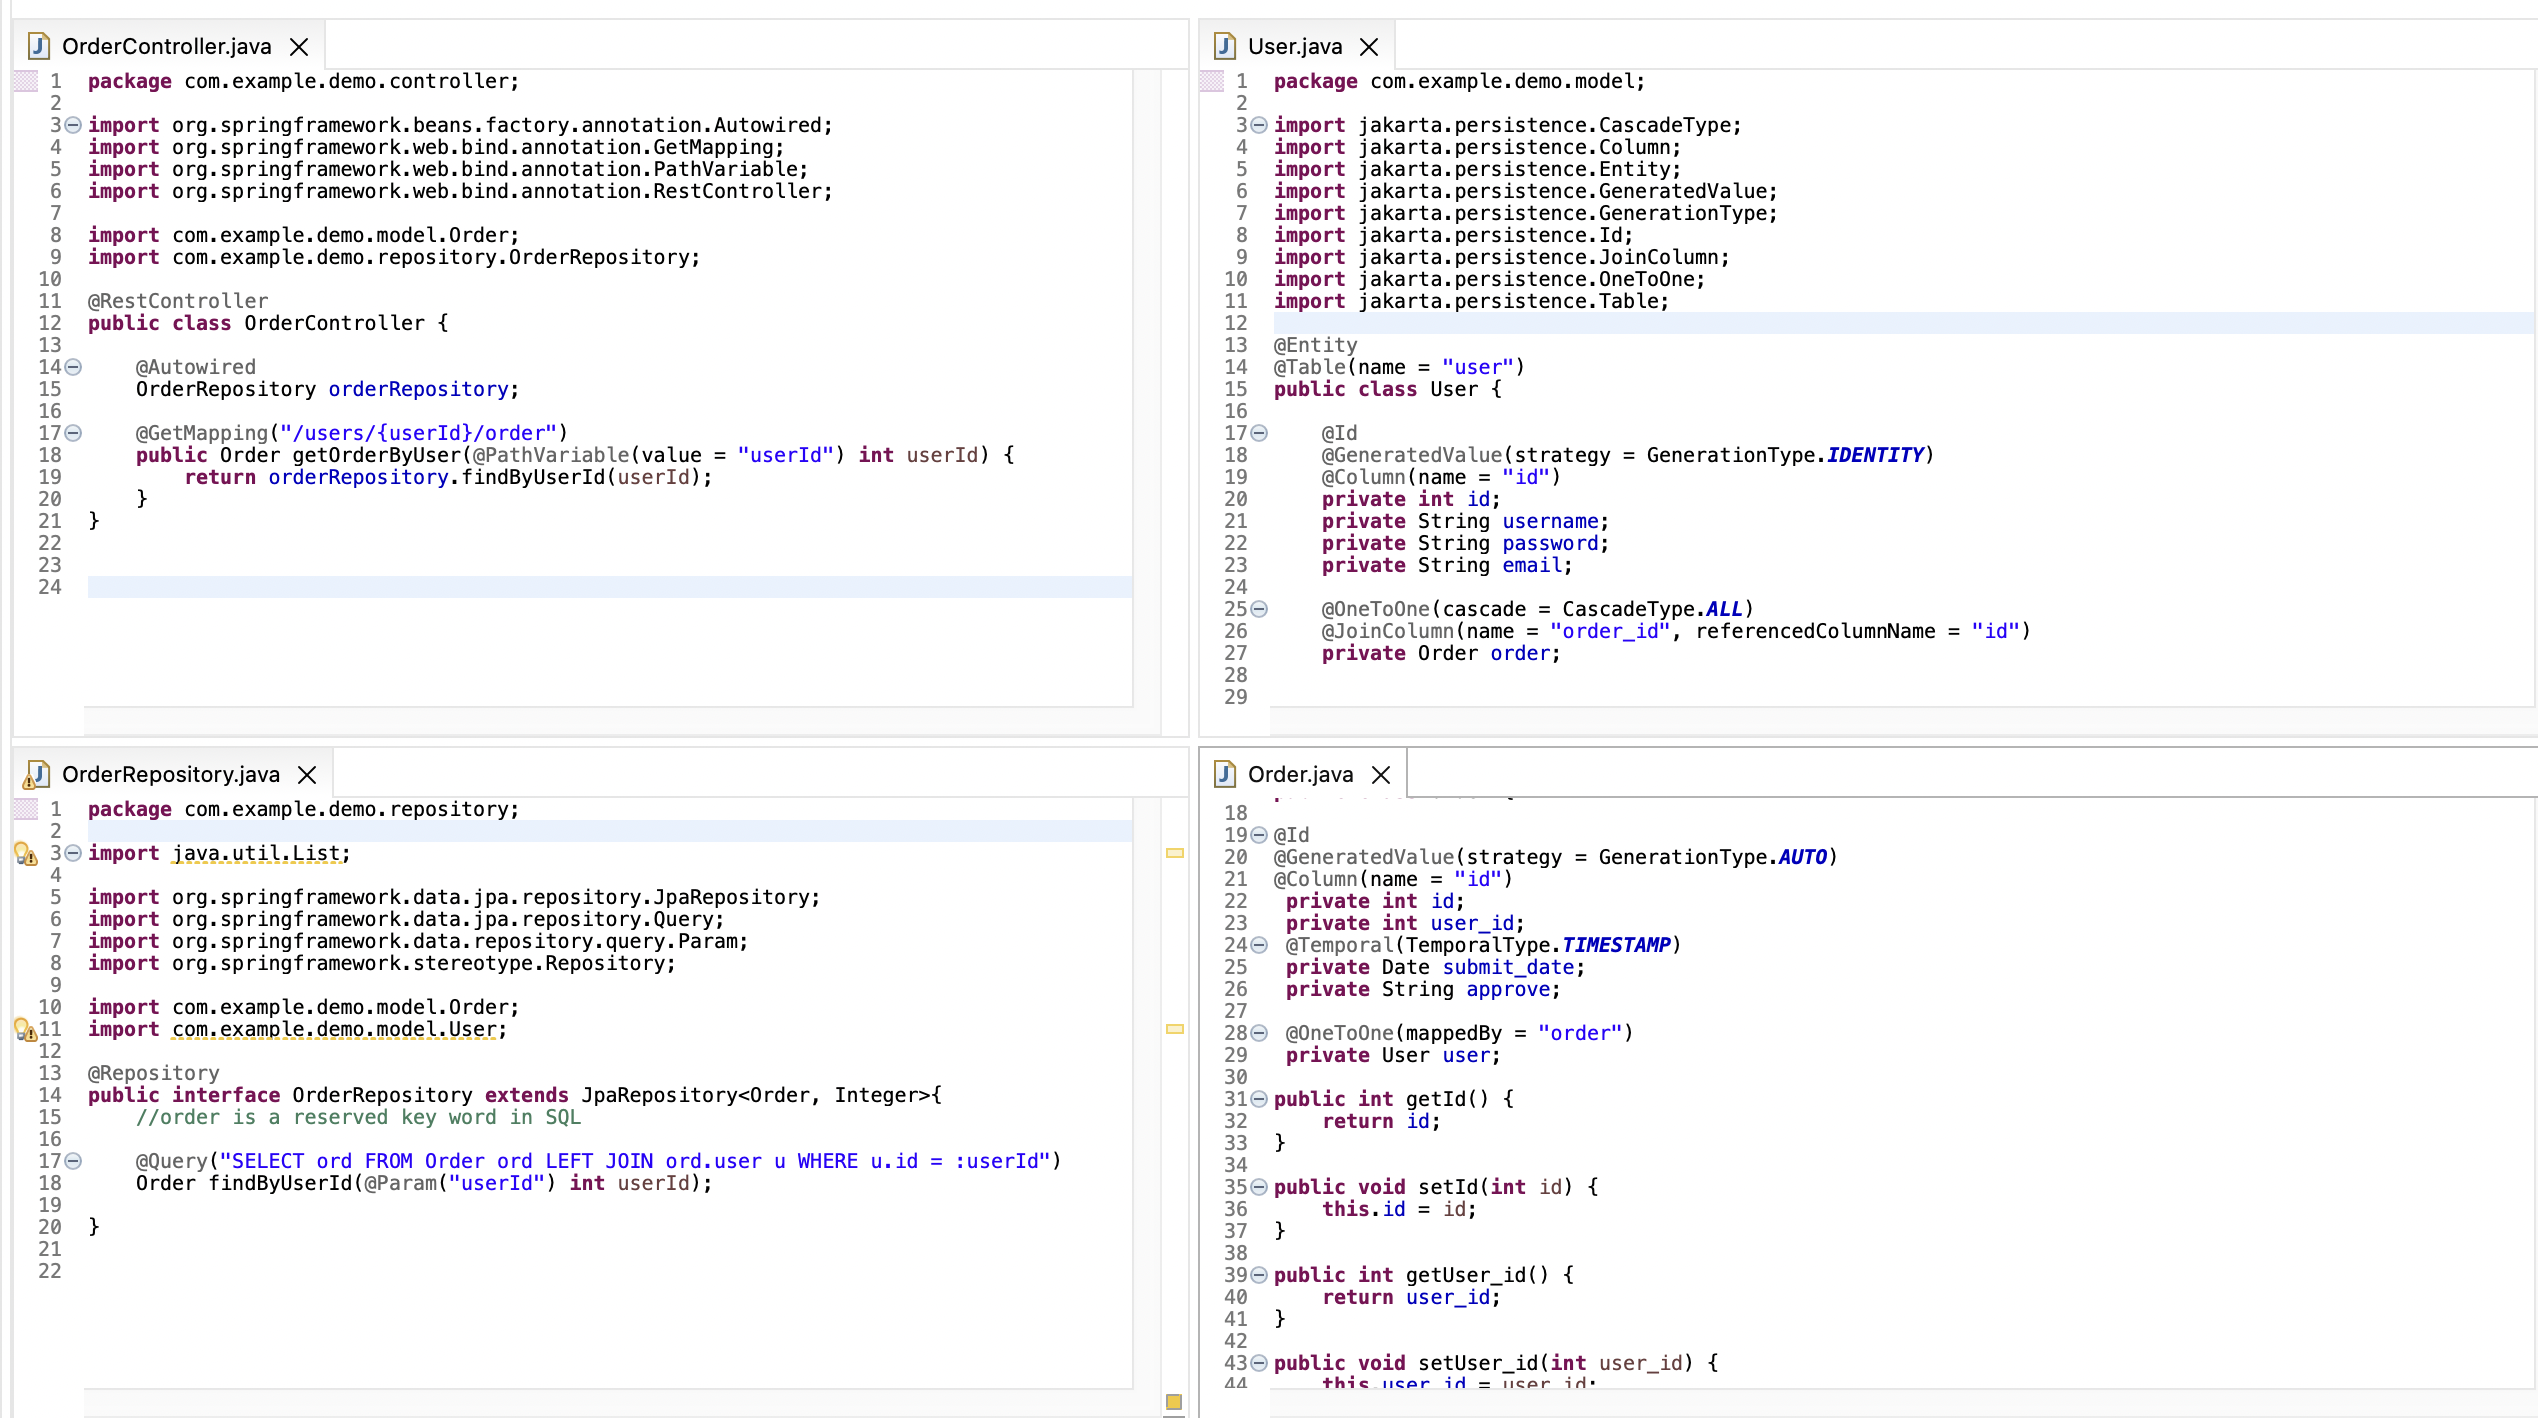 OrderController.java
1 package com.example.demo.controller;
2
3 import org.springframework.beans.factory.annotation.Autowired;
4 import org.springframework.web.bind.annotation.GetMapping;
5 import org.springframework.web.bind.annotation.PathVariable;
6 import org.springframework.web.bind.annotation.RestController;
7
8 import com.example.demo.model.Order;
9 import com.example.demo.repository.OrderRepository;
10
11 @RestController
12 public class OrderController {
13
14     @Autowired
15     OrderRepository orderRepository;
16
17     @GetMapping("/users/{userId}/order")
18     public Order getOrderByUser(@PathVariable(value = "userId") int userId) {
19         return orderRepository.findByUserId(userId);
20     }
21 }
22
23
24
User.java
1 package com.example.demo.model;
2
3 import jakarta.persistence.CascadeType;
4 import jakarta.persistence.Column;
5 import jakarta.persistence.Entity;
6 import jakarta.persistence.GeneratedValue;
7 import jakarta.persistence.GenerationType;
8 import jakarta.persistence.Id;
9 import jakarta.persistence.JoinColumn;
10 import jakarta.persistence.OneToOne;
11 import jakarta.persistence.Table;
12
13 @Entity
14 @Table(name = "user")
15 public class User {
16
17     @Id
18     @GeneratedValue(strategy = GenerationType.IDENTITY)
19     @Column(name = "id")
20     private int id;
21     private String username;
22     private String password;
23     private String email;
24
25     @OneToOne(cascade = CascadeType.ALL)
26     @JoinColumn(name = "order_id", referencedColumnName = "id")
27     private Order order;
28
29
OrderRepository.java
1 package com.example.demo.repository;
2
3 import java.util.List;
4
5 import org.springframework.data.jpa.repository.JpaRepository;
6 import org.springframework.data.jpa.repository.Query;
7 import org.springframework.data.repository.query.Param;
8 import org.springframework.stereotype.Repository;
9
10 import com.example.demo.model.Order;
11 import com.example.demo.model.User;
12
13 @Repository
14 public interface OrderRepository extends JpaRepository<Order, Integer>{
15     //order is a reserved key word in SQL
16
17     @Query("SELECT ord FROM Order ord LEFT JOIN ord.user u WHERE u.id = :userId")
18     Order findByUserId(@Param("userId") int userId);
19
20 }
21
22
Order.java
18
19 @Id
20 @GeneratedValue(strategy = GenerationType.AUTO)
21 @Column(name = "id")
22  private int id;
23  private int user_id;
24  @Temporal(TemporalType.TIMESTAMP)
25  private Date submit_date;
26  private String approve;
27
28  @OneToOne(mappedBy = "order")
29  private User user;
30
31 public int getId() {
32     return id;
33 }
34
35 public void setId(int id) {
36     this.id = id;
37 }
38
39 public int getUser_id() {
40     return user_id;
41 }
42
43 public void setUser_id(int user_id) {
44     this.user_id = user_id;